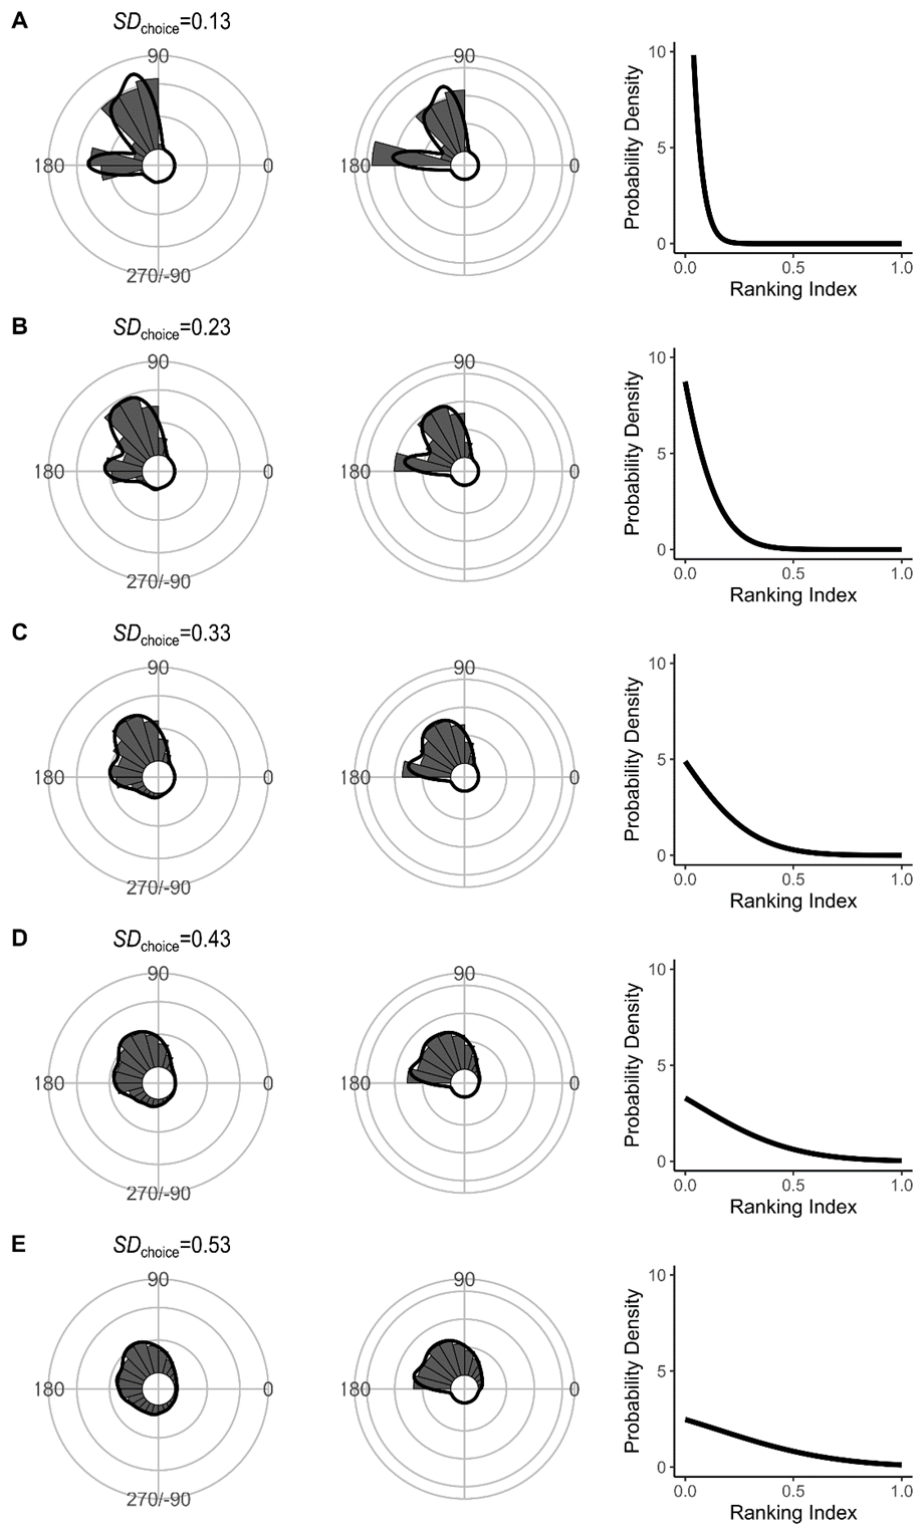 A
SDchoice=0.13
90
180
0
270/-90
90
180
0
Probability Density
10
5
0
0.0 0.5 1.0
Ranking Index
B
SDchoice=0.23
90
180
0
270/-90
90
180
0
Probability Density
10
5
0
0.0 0.5 1.0
Ranking Index
C
SDchoice=0.33
90
180
0
270/-90
90
180
0
Probability Density
10
5
0
0.0 0.5 1.0
Ranking Index
D
SDchoice=0.43
90
180
0
270/-90
90
180
0
Probability Density
10
5
0
0.0 0.5 1.0
Ranking Index
E
SDchoice=0.53
90
180
0
270/-90
90
180
0
Probability Density
10
5
0
0.0 0.5 1.0
Ranking Index